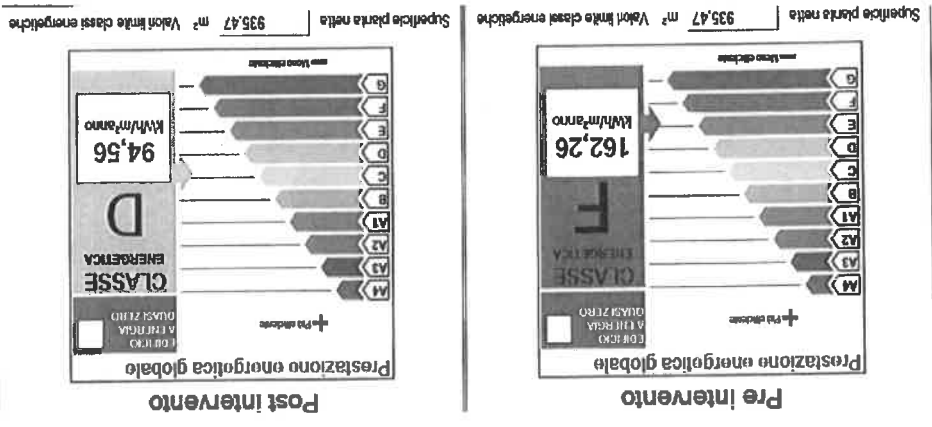 Pre intervento
Prestazione energetica globale
Più efficiente
EDIFICIO
A ENERGIA
QUASI ZERO
A4
A3
A2
A1
B
C
D
E
F
G
CLASSE
ENERGETICA
F
162,26
kWh/m²anno
Meno efficiente
Superficie pianta netta 935,47 m² Valori limite classi energetiche
Post intervento
Prestazione energetica globale
Più efficiente
EDIFICIO
A ENERGIA
QUASI ZERO
A4
A3
A2
A1
B
C
D
E
F
G
CLASSE
ENERGETICA
D
94,56
kWh/m²anno
Meno efficiente
Superficie pianta netta 935,47 m² Valori limite classi energetiche